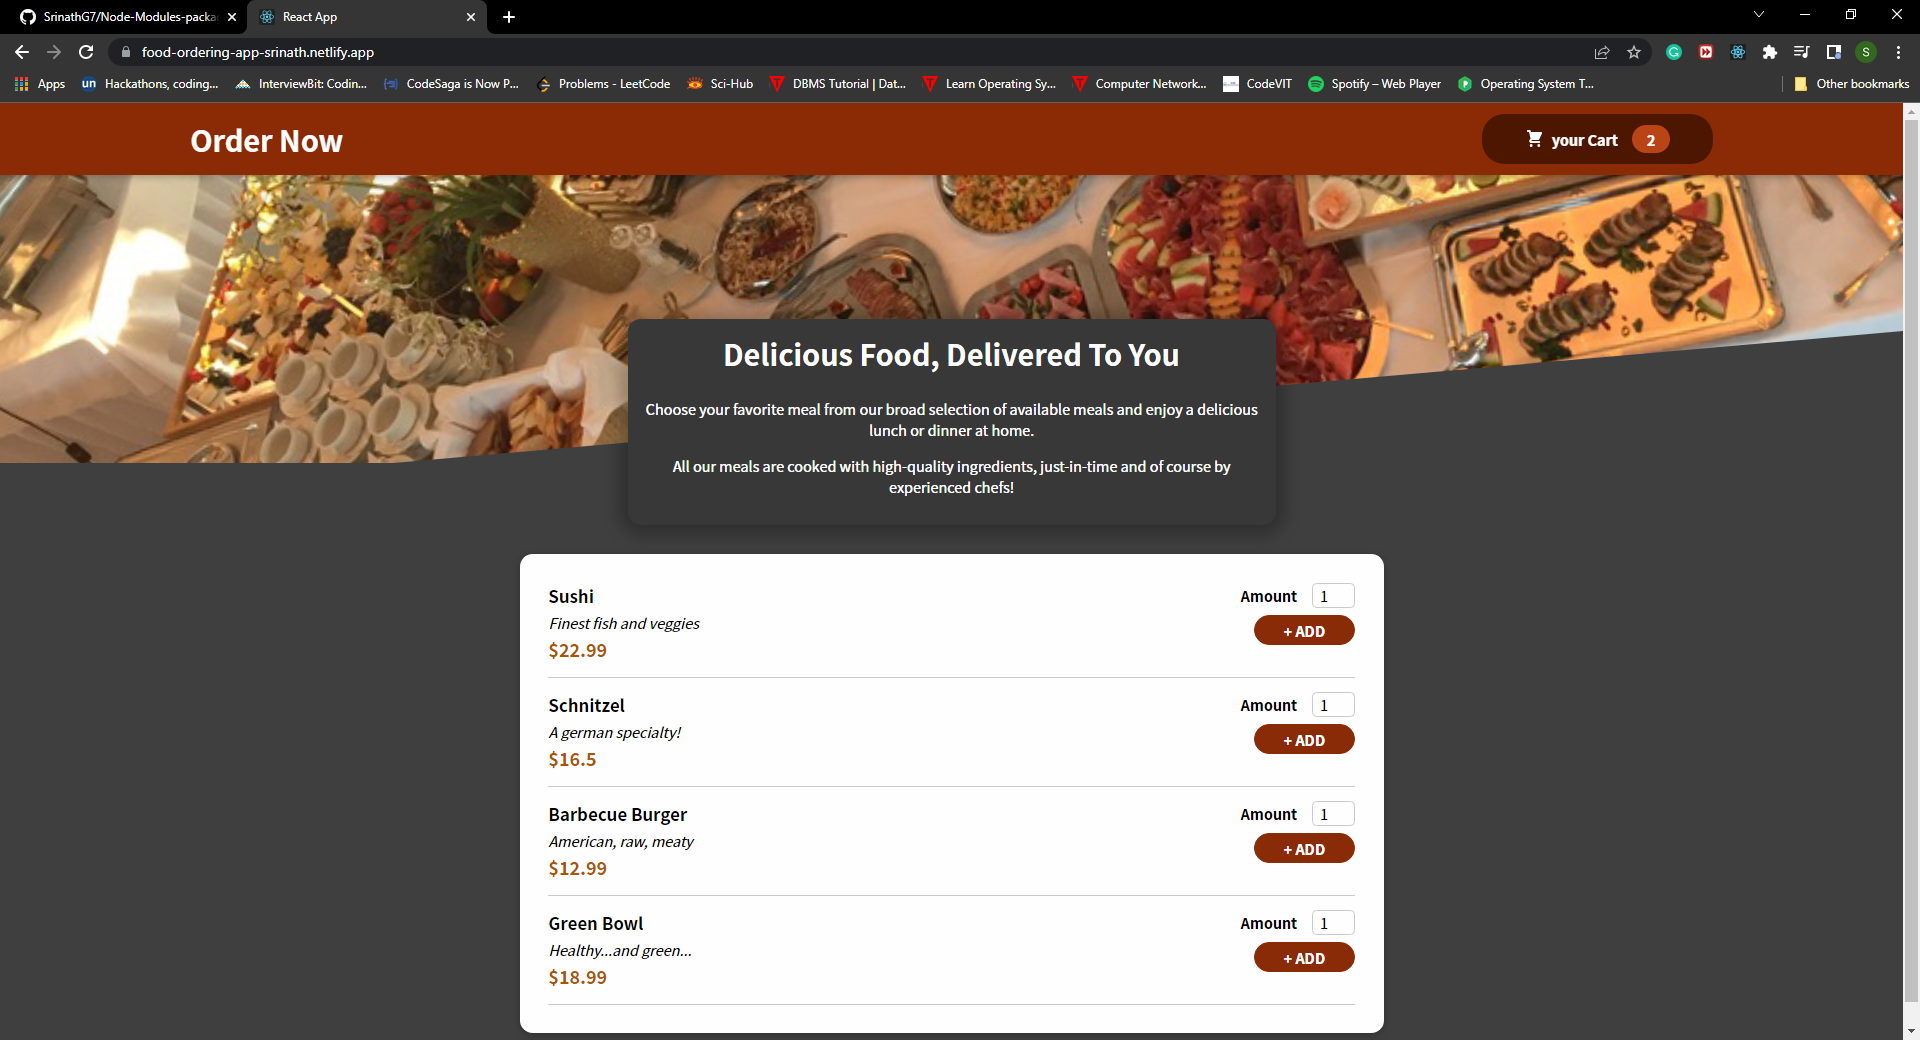 SrinathG7/Node-Modules-packa
React App
food-ordering-app-srinath.netlify.app
S
Apps
un Hackathons, coding...
InterviewBit: Codin...
CodeSaga is Now P...
Problems - LeetCode
Sci-Hub
DBMS Tutorial | Dat...
Learn Operating Sy...
Computer Network...
CodeVIT
Spotify – Web Player
Operating System T...
Other bookmarks
Order Now
your Cart 2
Delicious Food, Delivered To You
Choose your favorite meal from our broad selection of available meals and enjoy a delicious
lunch or dinner at home.
All our meals are cooked with high-quality ingredients, just-in-time and of course by
experienced chefs!
Sushi
Finest fish and veggies
$22.99
Amount 1
+ ADD
Schnitzel
A german specialty!
$16.5
Amount 1
+ ADD
Barbecue Burger
American, raw, meaty
$12.99
Amount 1
+ ADD
Green Bowl
Healthy...and green...
$18.99
Amount 1
+ ADD